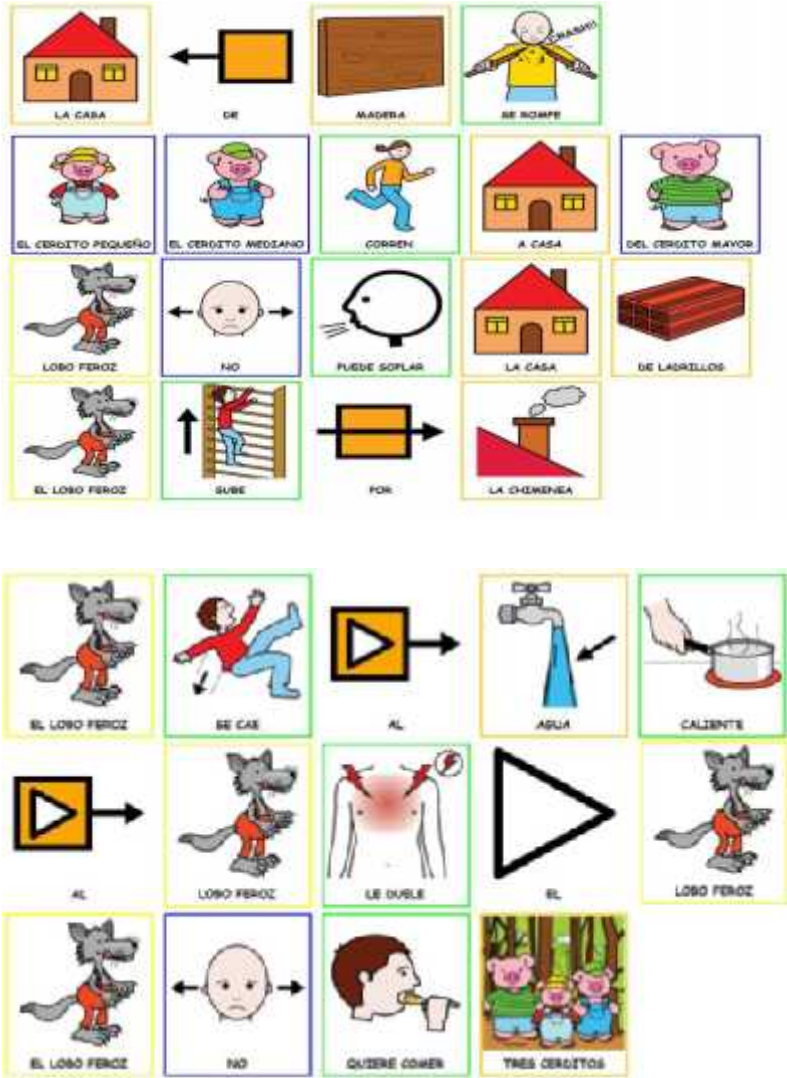 CRASH!!
LA CASA DE MADERA SE ROMPE
EL CERDITO PEQUEÑO EL CERDITO MEDIANO CORREN A CASA DEL CERDITO MAYOR
LOBO FEROZ NO PUEDE SOPLAR LA CASA DE LADRILLOS
EL LOBO FEROZ SUBE POR LA CHIMENEA
EL LOBO FEROZ SE CAE AL AGUA CALIENTE
AL LOBO FEROZ LE DUELE EL LOBO FEROZ
EL LOBO FEROZ NO QUIERE COMER TRES CERDITOS